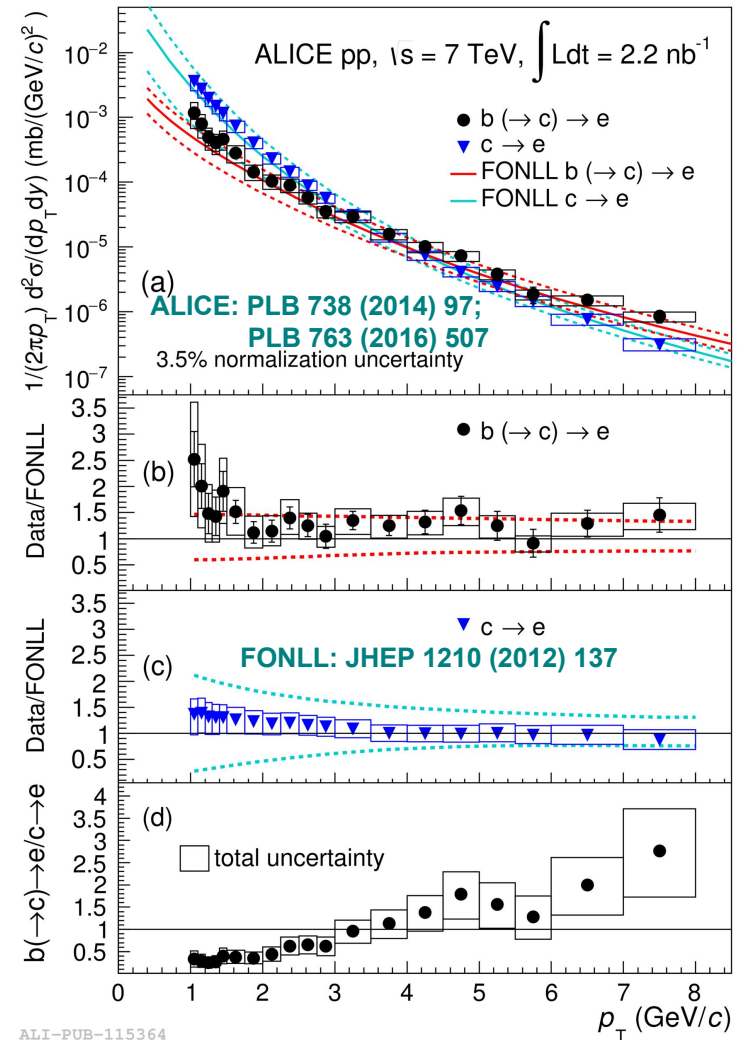 1/(2πp_T) d²σ/(dp_Tdy) (mb/(GeV/c)²)
10⁻²
10⁻³
10⁻⁴
10⁻⁵
10⁻⁶
10⁻⁷
ALICE pp, √s = 7 TeV, ∫Ldt = 2.2 nb⁻¹
b (→ c) → e
c → e
FONLL b (→ c) → e
FONLL c → e
(a)
ALICE: PLB 738 (2014) 97;
PLB 763 (2016) 507
3.5% normalization uncertainty
Data/FONLL
3.5
3
2.5
2
1.5
1
0.5
(b)
b (→ c) → e
Data/FONLL
3.5
3
2.5
2
1.5
1
0.5
(c)
c → e
FONLL: JHEP 1210 (2012) 137
b(→c)→e/c→e
4
3.5
3
2.5
2
1.5
1
0.5
(d)
total uncertainty
0 1 2 3 4 5 6 7 8
p_T (GeV/c)
ALI-PUB-115364